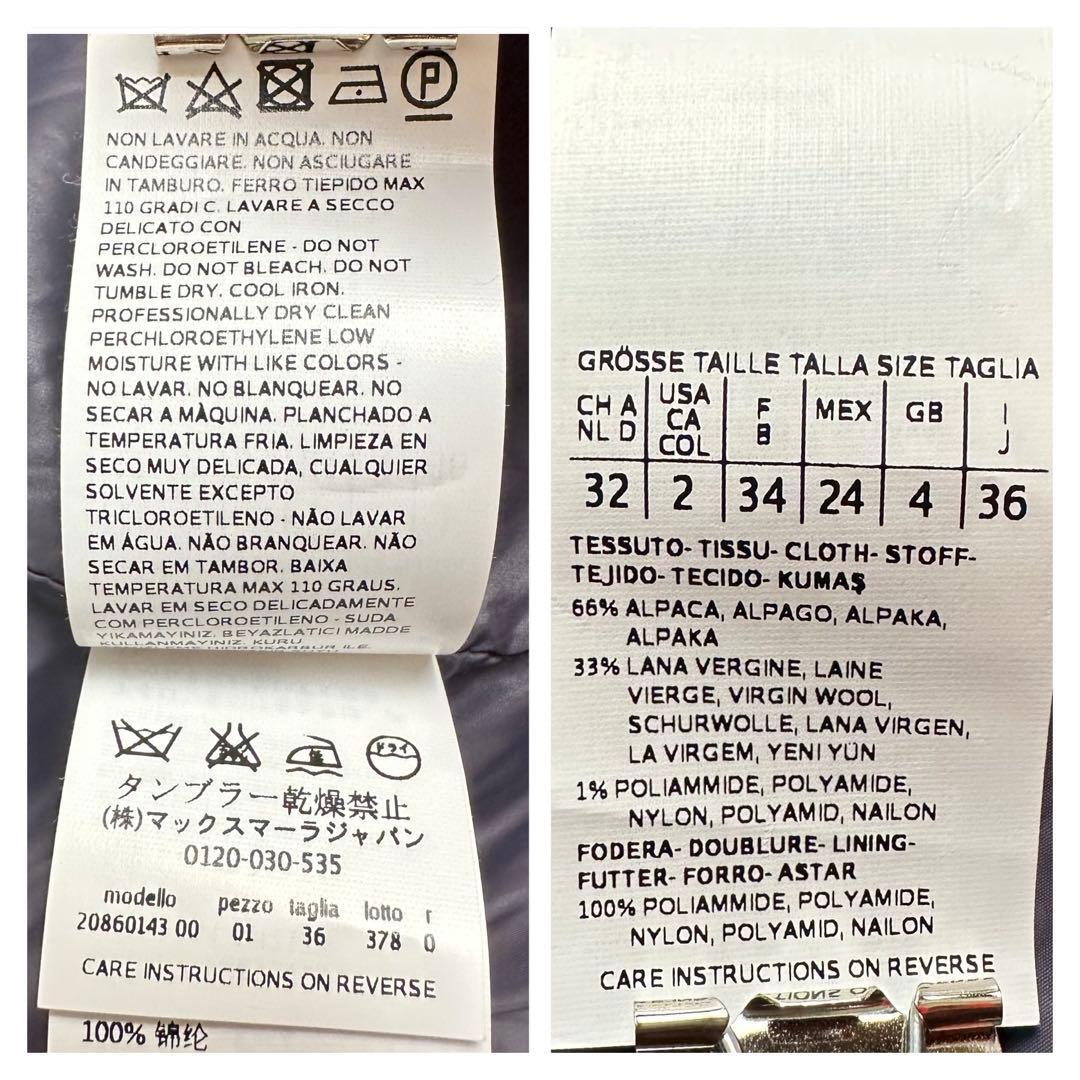 P
NON LAVARE IN ACQUA. NON
CANDEGGIARE. NON ASCIUGARE
IN TAMBURO. FERRO TIEPIDO MAX
110 GRADI C. LAVARE A SECCO
DELICATO CON
PERCLOROETILENE - DO NOT
WASH. DO NOT BLEACH. DO NOT
TUMBLE DRY. COOL IRON.
PROFESSIONALLY DRY CLEAN
PERCHLOROETHYLENE LOW
MOISTURE WITH LIKE COLORS -
NO LAVAR. NO BLANQUEAR. NO
SECAR A MÀQUINA. PLANCHADO A
TEMPERATURA FRIA. LIMPIEZA EN
SECO MUY DELICADA, CUALQUIER
SOLVENTE EXCEPTO
TRICLOROETILENO - NÃO LAVAR
EM ÁGUA. NÃO BRANQUEAR. NÃO
SECAR EM TAMBOR. BAIXA
TEMPERATURA MAX 110 GRAUS.
LAVAR EM SECO DELICADAMENTE
COM PERCLOROETILENO - SUDA
YIKAMAYINIZ. BEYAZLATICI MADDE
KULLANMAYINIZ. KURU
ドライ
タンブラー乾燥禁止
(株)マックスマーラジャパン
0120-030-535
modello pezzo taglia lotto r
20860143 00 01 36 378 0
CARE INSTRUCTIONS ON REVERSE
100% 锦纶
GRÖSSE TAILLE TALLA SIZE TAGLIA
CH A NL D | USA CA COL | F B | MEX | GB | I J
32 | 2 | 34 | 24 | 4 | 36
TESSUTO- TISSU- CLOTH- STOFF-
TEJIDO- TECIDO- KUMAŞ
66% ALPACA, ALPAGO, ALPAKA,
ALPAKA
33% LANA VERGINE, LAINE
VIERGE, VIRGIN WOOL,
SCHURWOLLE, LANA VIRGEN,
LA VIRGEM, YENI YÜN
1% POLIAMMIDE, POLYAMIDE,
NYLON, POLYAMID, NAILON
FODERA- DOUBLURE- LINING-
FUTTER- FORRO- ASTAR
100% POLIAMMIDE, POLYAMIDE,
NYLON, POLYAMID, NAILON
CARE INSTRUCTIONS ON REVERSE